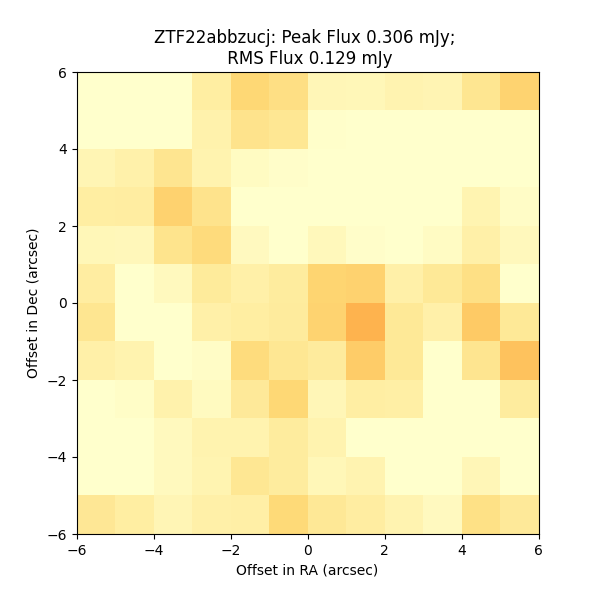 ZTF22abbzucj: Peak Flux 0.306 mJy;
RMS Flux 0.129 mJy
6
4
2
0
−2
−4
−6
Offset in Dec (arcsec)
−6 −4 −2 0 2 4 6
Offset in RA (arcsec)